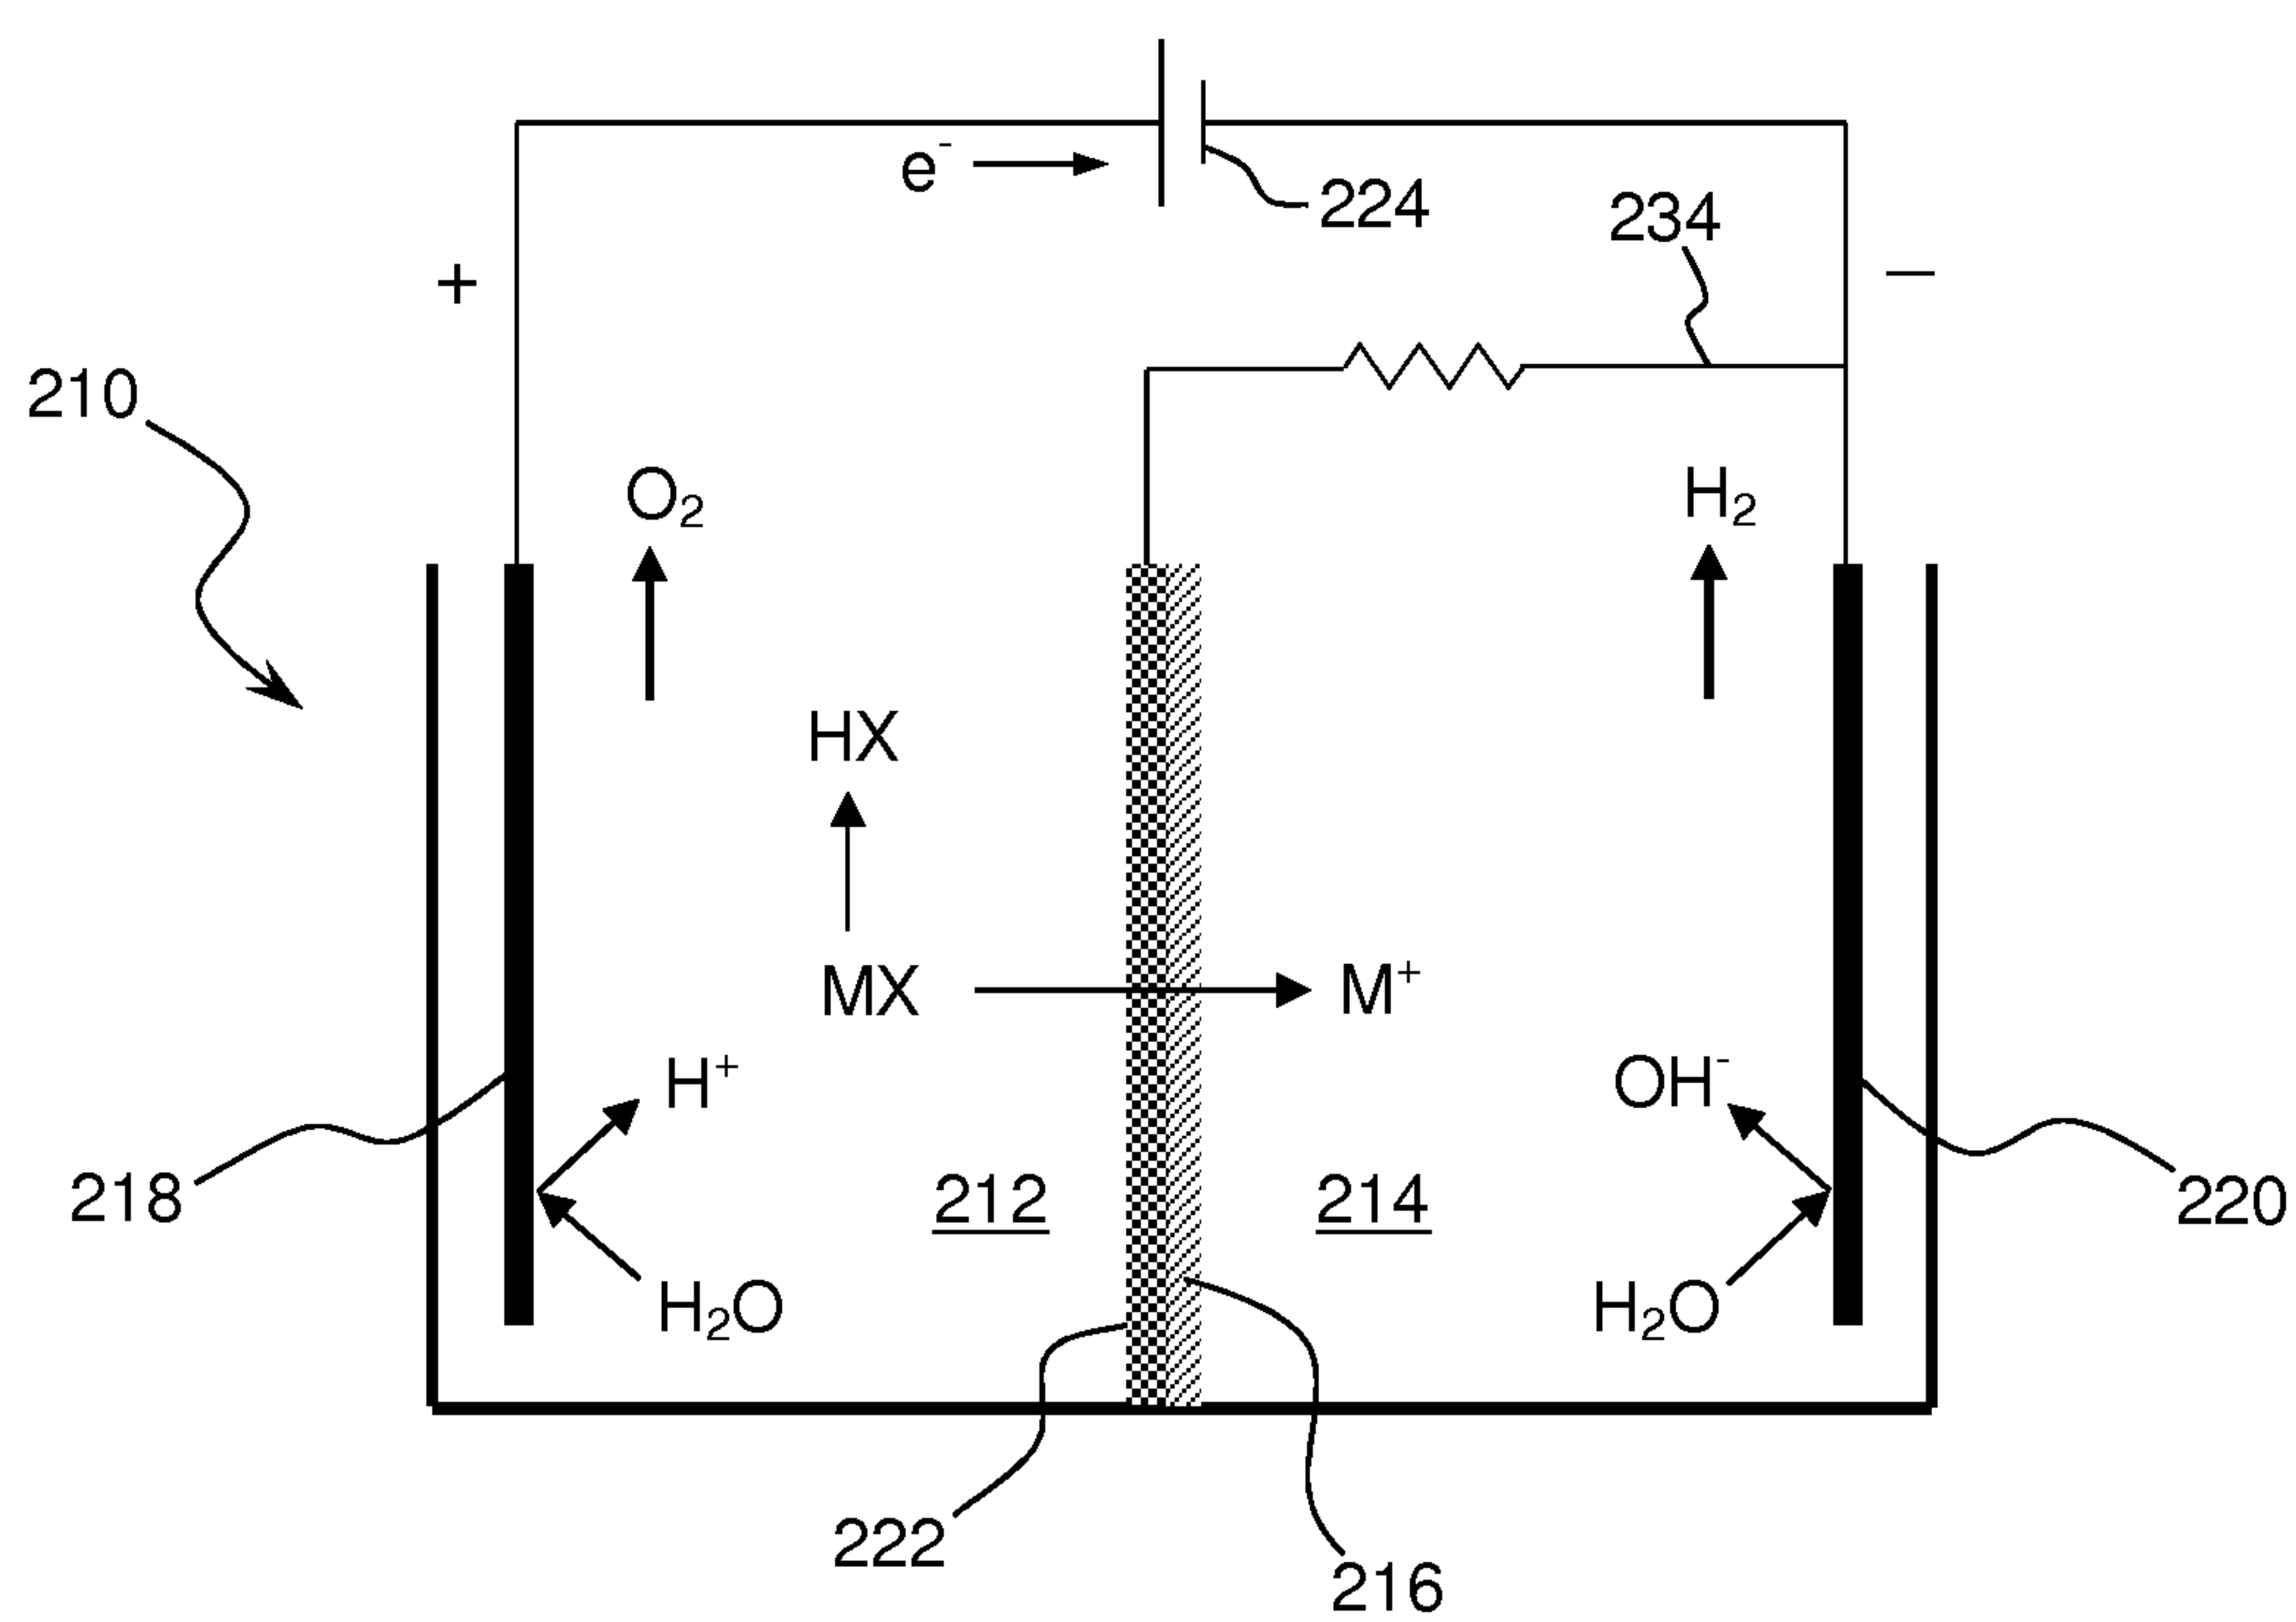 e⁻
224
234
+
—
210
O₂
H₂
HX
MX
M⁺
H⁺
OH⁻
218
212
214
220
H₂O
H₂O
222
216